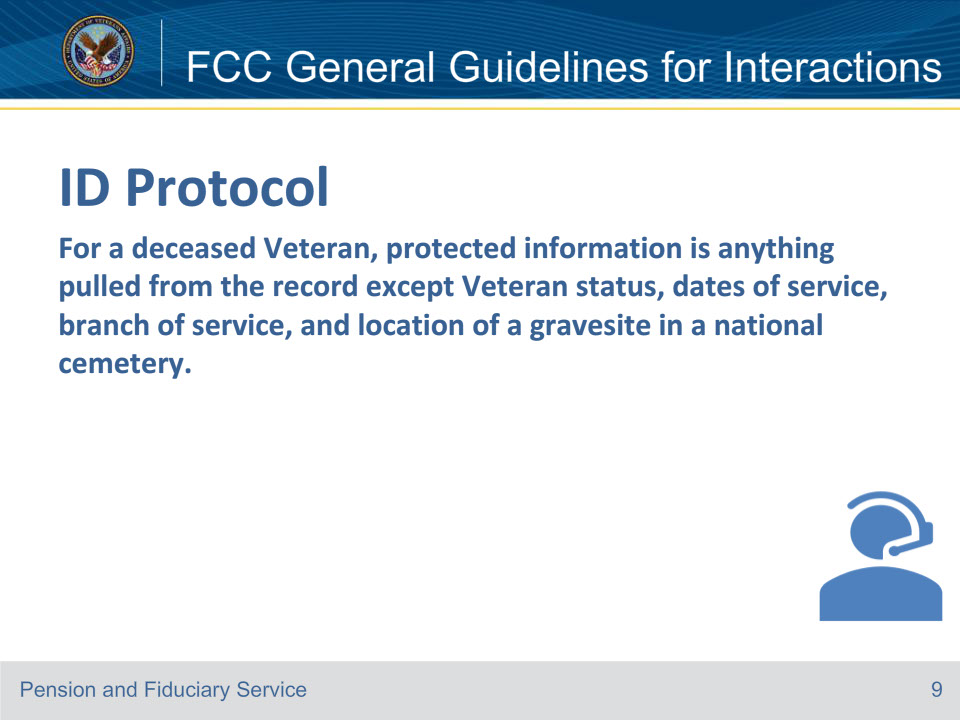 FCC General Guidelines for Interactions
ID Protocol
For a deceased Veteran, protected information is anything
pulled from the record except Veteran status, dates of service,
branch of service, and location of a gravesite in a national
cemetery.
Pension and Fiduciary Service
9